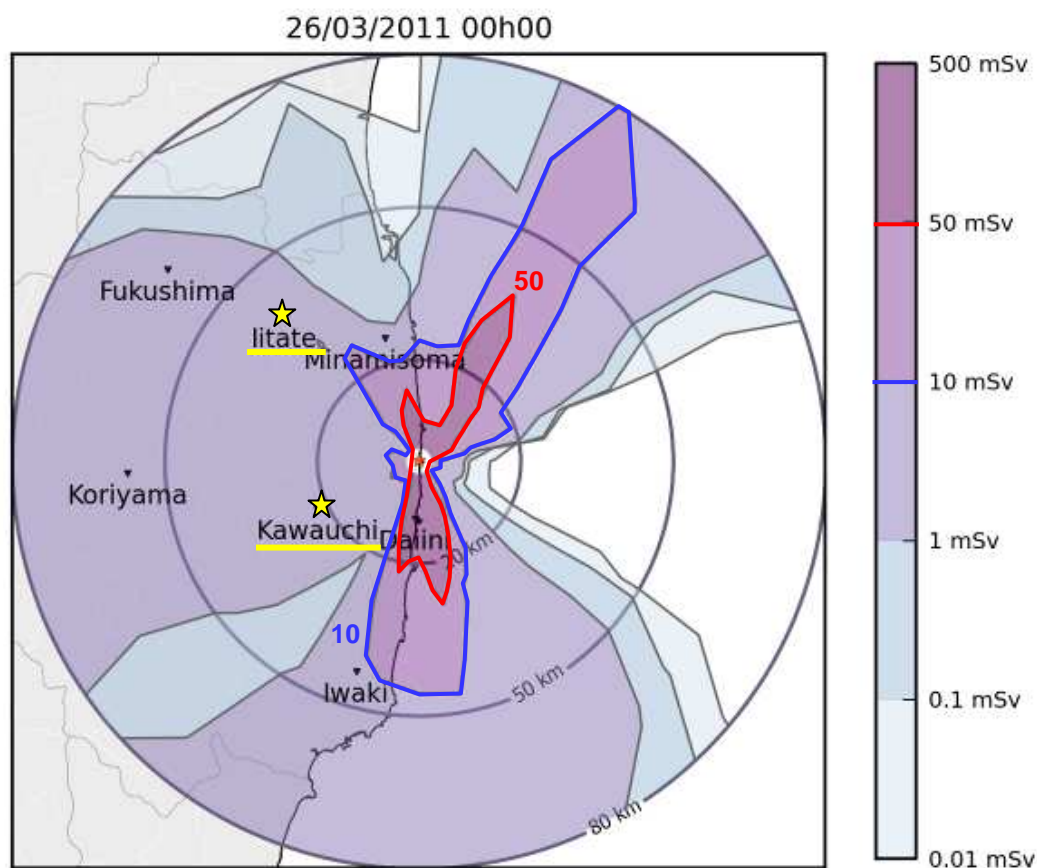 26/03/2011 00h00
500 mSv
50 mSv
10 mSv
1 mSv
0.1 mSv
0.01 mSv
50
Fukushima
Iitate
Minamisoma
Koriyama
Kawauchi
Daiini
20 km
10
Iwaki
50 km
80 km